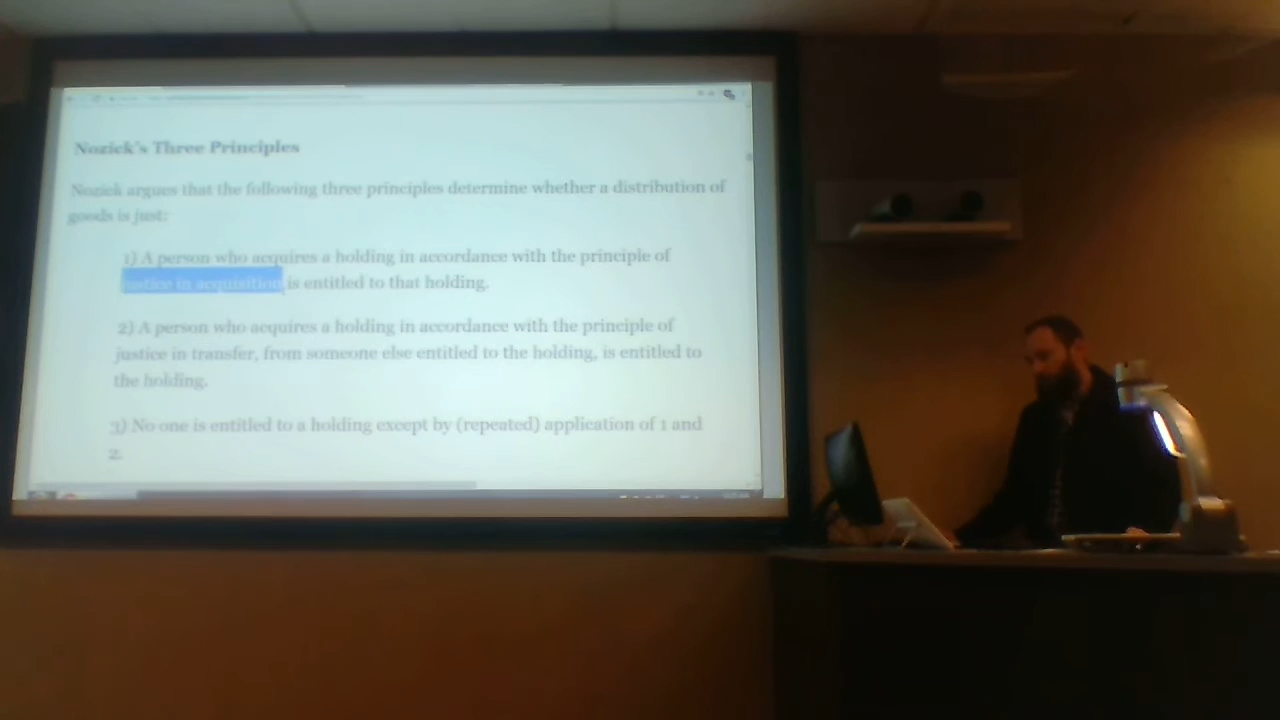 Nozick's Three Principles
Nozick argues that the following three principles determine whether a distribution of
goods is just:
1) A person who acquires a holding in accordance with the principle of
justice in acquisition is entitled to that holding.
2) A person who acquires a holding in accordance with the principle of
justice in transfer, from someone else entitled to the holding, is entitled to
the holding.
3) No one is entitled to a holding except by (repeated) application of 1 and
2.